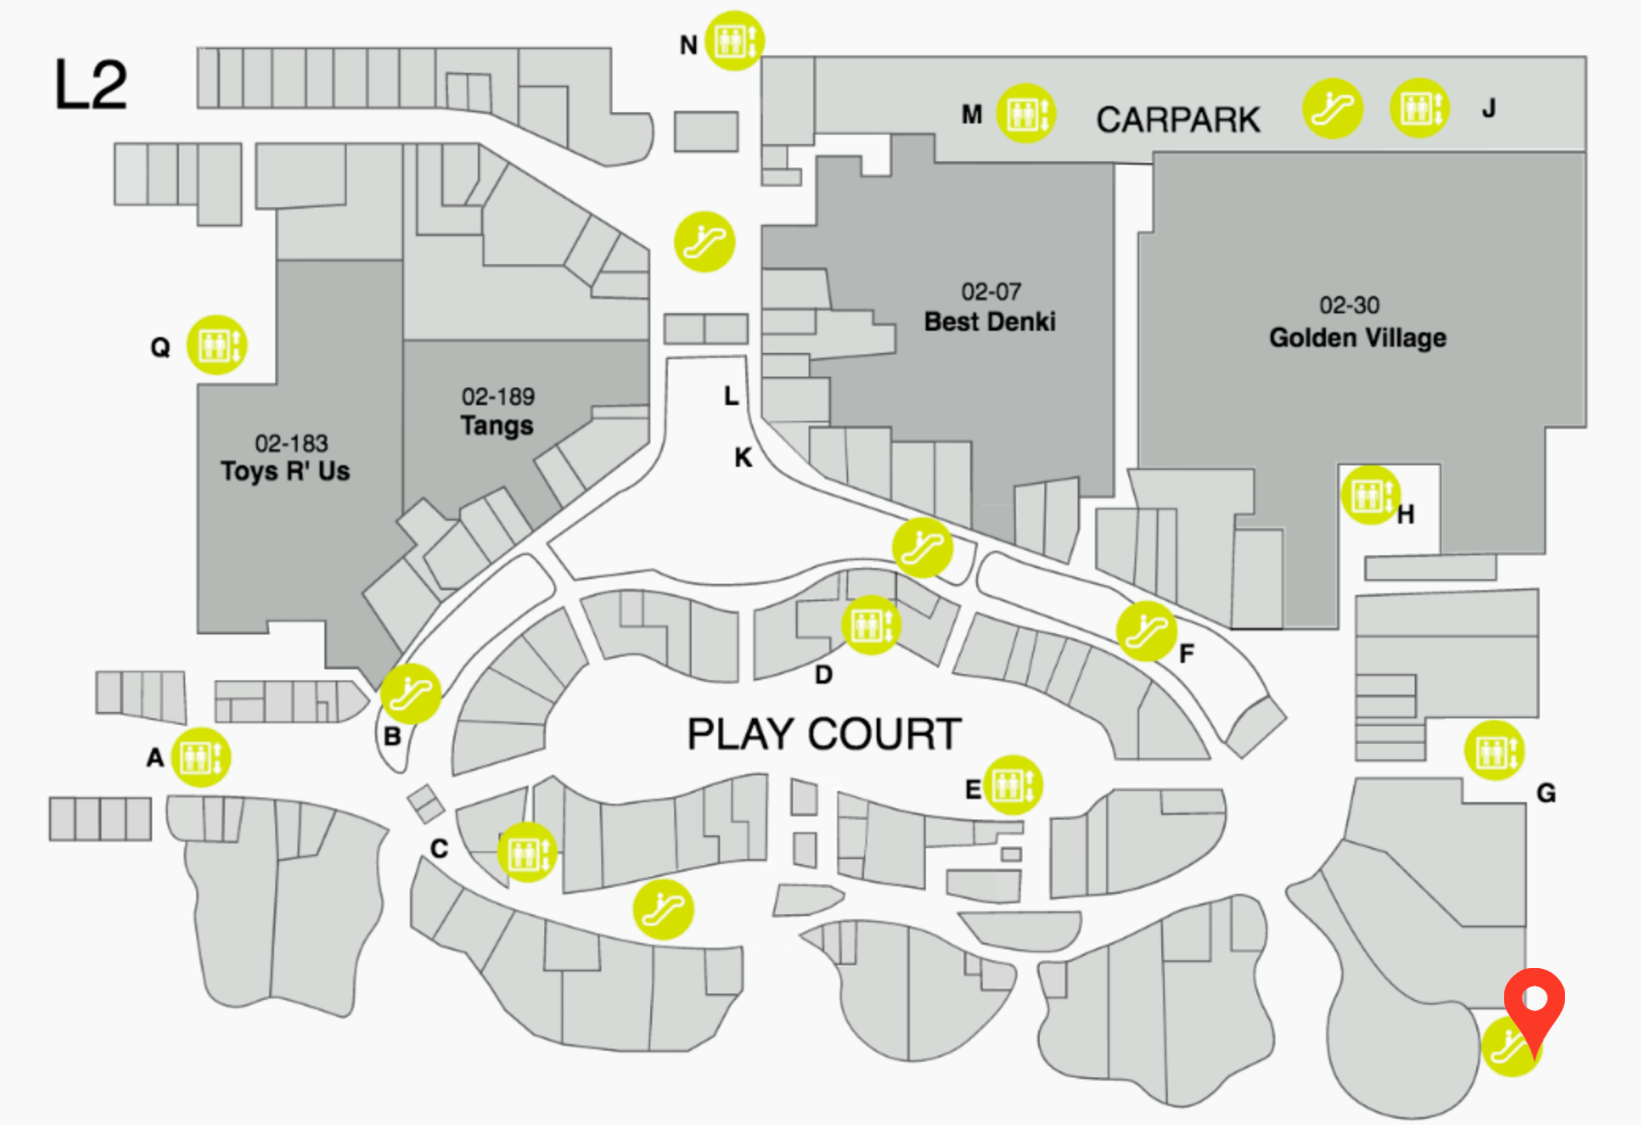 L2
N
M
CARPARK
J
02-07
Best Denki
02-30
Golden Village
Q
02-189
Tangs
L
02-183
Toys R' Us
K
H
F
D
B
PLAY COURT
A
E
G
C